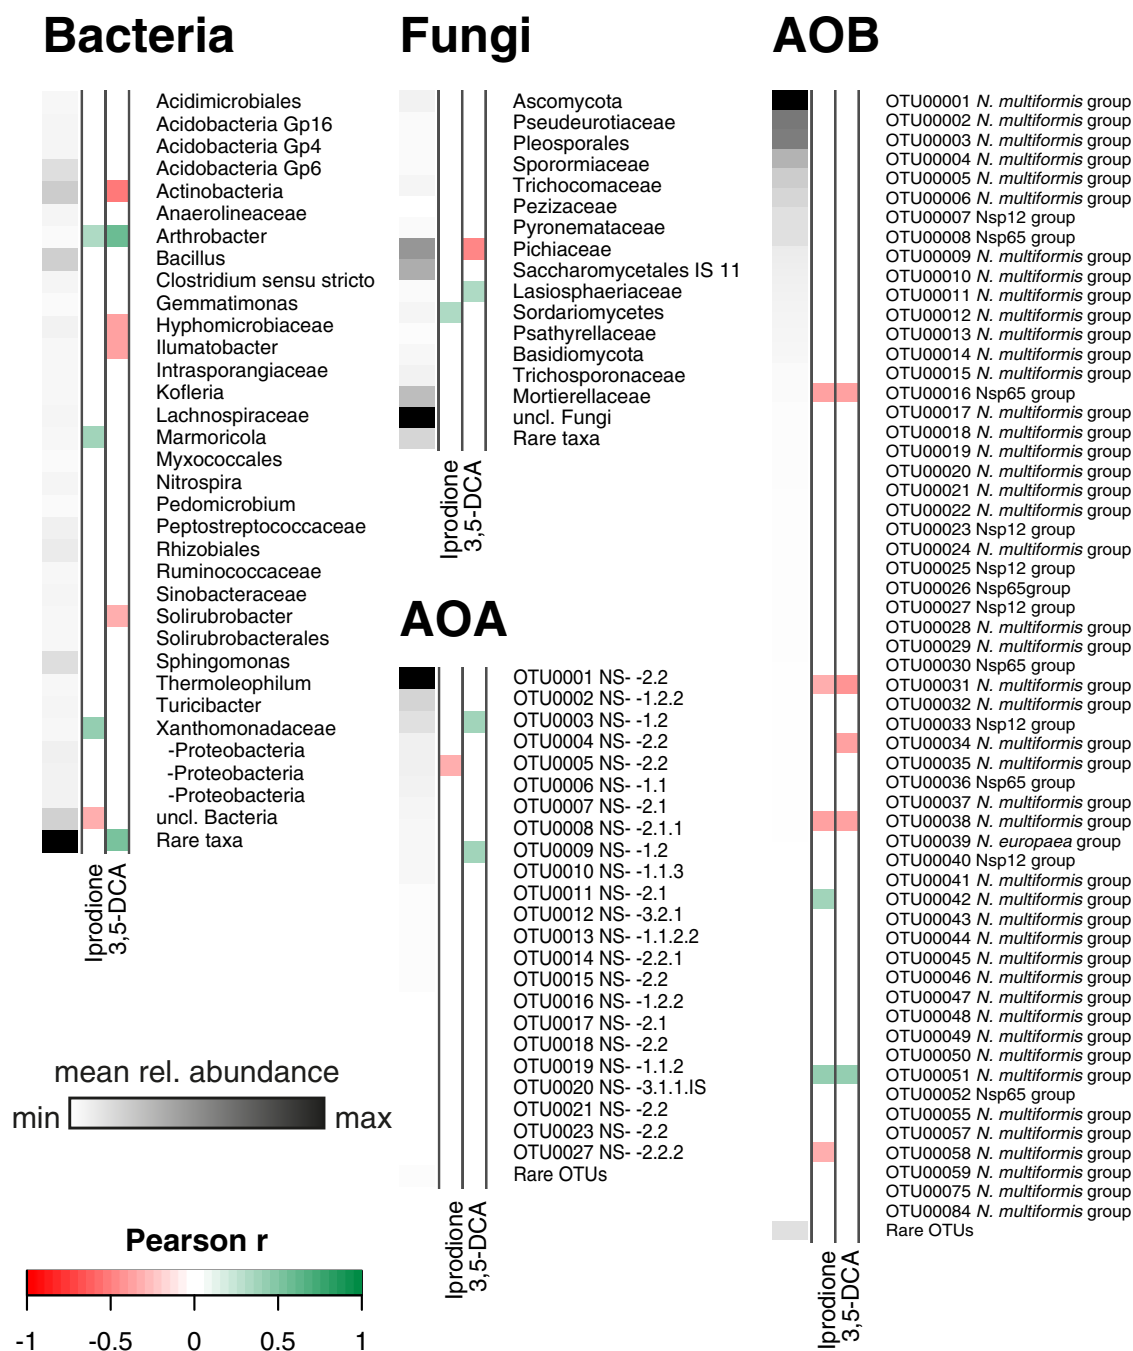 Bacteria
Acidimicrobiales
Acidobacteria Gp16
Acidobacteria Gp4
Acidobacteria Gp6
Actinobacteria
Anaerolineaceae
Arthrobacter
Bacillus
Clostridium sensu stricto
Gemmatimonas
Hyphomicrobiaceae
Ilumatobacter
Intrasporangiaceae
Kofleria
Lachnospiraceae
Marmoricola
Myxococcales
Nitrospira
Pedomicrobium
Peptostreptococcaceae
Rhizobiales
Ruminococcaceae
Sinobacteraceae
Solirubrobacter
Solirubrobacterales
Sphingomonas
Thermoleophilum
Turicibacter
Xanthomonadaceae
-Proteobacteria
-Proteobacteria
-Proteobacteria
uncl. Bacteria
Rare taxa
Iprodione
3,5-DCA
mean rel. abundance
min max
Pearson r
-1 -0.5 0 0.5 1
Fungi
Ascomycota
Pseudeurotiaceae
Pleosporales
Sporormiaceae
Trichocomaceae
Pezizaceae
Pyronemataceae
Pichiaceae
Saccharomycetales IS 11
Lasiosphaeriaceae
Sordariomycetes
Psathyrellaceae
Basidiomycota
Trichosporonaceae
Mortierellaceae
uncl. Fungi
Rare taxa
Iprodione
3,5-DCA
AOA
OTU0001 NS- -2.2
OTU0002 NS- -1.2.2
OTU0003 NS- -1.2
OTU0004 NS- -2.2
OTU0005 NS- -2.2
OTU0006 NS- -1.1
OTU0007 NS- -2.1
OTU0008 NS- -2.1.1
OTU0009 NS- -1.2
OTU0010 NS- -1.1.3
OTU0011 NS- -2.1
OTU0012 NS- -3.2.1
OTU0013 NS- -1.1.2.2
OTU0014 NS- -2.2.1
OTU0015 NS- -2.2
OTU0016 NS- -1.2.2
OTU0017 NS- -2.1
OTU0018 NS- -2.2
OTU0019 NS- -1.1.2
OTU0020 NS- -3.1.1.IS
OTU0021 NS- -2.2
OTU0023 NS- -2.2
OTU0027 NS- -2.2.2
Rare OTUs
Iprodione
3,5-DCA
AOB
OTU00001 N. multiformis group
OTU00002 N. multiformis group
OTU00003 N. multiformis group
OTU00004 N. multiformis group
OTU00005 N. multiformis group
OTU00006 N. multiformis group
OTU00007 Nsp12 group
OTU00008 Nsp65 group
OTU00009 N. multiformis group
OTU00010 N. multiformis group
OTU00011 N. multiformis group
OTU00012 N. multiformis group
OTU00013 N. multiformis group
OTU00014 N. multiformis group
OTU00015 N. multiformis group
OTU00016 Nsp65 group
OTU00017 N. multiformis group
OTU00018 N. multiformis group
OTU00019 N. multiformis group
OTU00020 N. multiformis group
OTU00021 N. multiformis group
OTU00022 N. multiformis group
OTU00023 Nsp12 group
OTU00024 N. multiformis group
OTU00025 Nsp12 group
OTU00026 Nsp65group
OTU00027 Nsp12 group
OTU00028 N. multiformis group
OTU00029 N. multiformis group
OTU00030 Nsp65 group
OTU00031 N. multiformis group
OTU00032 N. multiformis group
OTU00033 Nsp12 group
OTU00034 N. multiformis group
OTU00035 N. multiformis group
OTU00036 Nsp65 group
OTU00037 N. multiformis group
OTU00038 N. multiformis group
OTU00039 N. europaea group
OTU00040 Nsp12 group
OTU00041 N. multiformis group
OTU00042 N. multiformis group
OTU00043 N. multiformis group
OTU00044 N. multiformis group
OTU00045 N. multiformis group
OTU00046 N. multiformis group
OTU00047 N. multiformis group
OTU00048 N. multiformis group
OTU00049 N. multiformis group
OTU00050 N. multiformis group
OTU00051 N. multiformis group
OTU00052 Nsp65 group
OTU00055 N. multiformis group
OTU00057 N. multiformis group
OTU00058 N. multiformis group
OTU00059 N. multiformis group
OTU00075 N. multiformis group
OTU00084 N. multiformis group
Rare OTUs
Iprodione
3,5-DCA